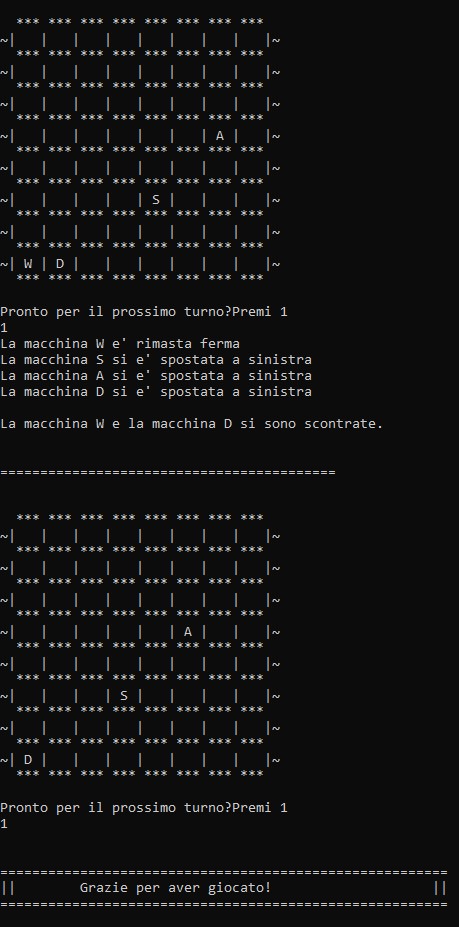 *** *** *** *** *** *** *** ***
~|   |   |   |   |   |   |   |   |~
  *** *** *** *** *** *** *** ***
~|   |   |   |   |   |   |   |   |~
  *** *** *** *** *** *** *** ***
~|   |   |   |   |   |   |   |   |~
  *** *** *** *** *** *** *** ***
~|   |   |   |   |   |   | A |   |~
  *** *** *** *** *** *** *** ***
~|   |   |   |   |   |   |   |   |~
  *** *** *** *** *** *** *** ***
~|   |   |   |   | S |   |   |   |~
  *** *** *** *** *** *** *** ***
~|   |   |   |   |   |   |   |   |~
  *** *** *** *** *** *** *** ***
~| W | D |   |   |   |   |   |   |~
  *** *** *** *** *** *** *** ***
Pronto per il prossimo turno?Premi 1
1
La macchina W e' rimasta ferma
La macchina S si e' spostata a sinistra
La macchina A si e' spostata a sinistra
La macchina D si e' spostata a sinistra
La macchina W e la macchina D si sono scontrate.
==========================================
  *** *** *** *** *** *** *** ***
~|   |   |   |   |   |   |   |   |~
  *** *** *** *** *** *** *** ***
~|   |   |   |   |   |   |   |   |~
  *** *** *** *** *** *** *** ***
~|   |   |   |   |   |   |   |   |~
  *** *** *** *** *** *** *** ***
~|   |   |   |   |   | A |   |   |~
  *** *** *** *** *** *** *** ***
~|   |   |   |   |   |   |   |   |~
  *** *** *** *** *** *** *** ***
~|   |   |   | S |   |   |   |   |~
  *** *** *** *** *** *** *** ***
~|   |   |   |   |   |   |   |   |~
  *** *** *** *** *** *** *** ***
~| D |   |   |   |   |   |   |   |~
  *** *** *** *** *** *** *** ***
Pronto per il prossimo turno?Premi 1
1
========================================================
||        Grazie per aver giocato!                    ||
========================================================